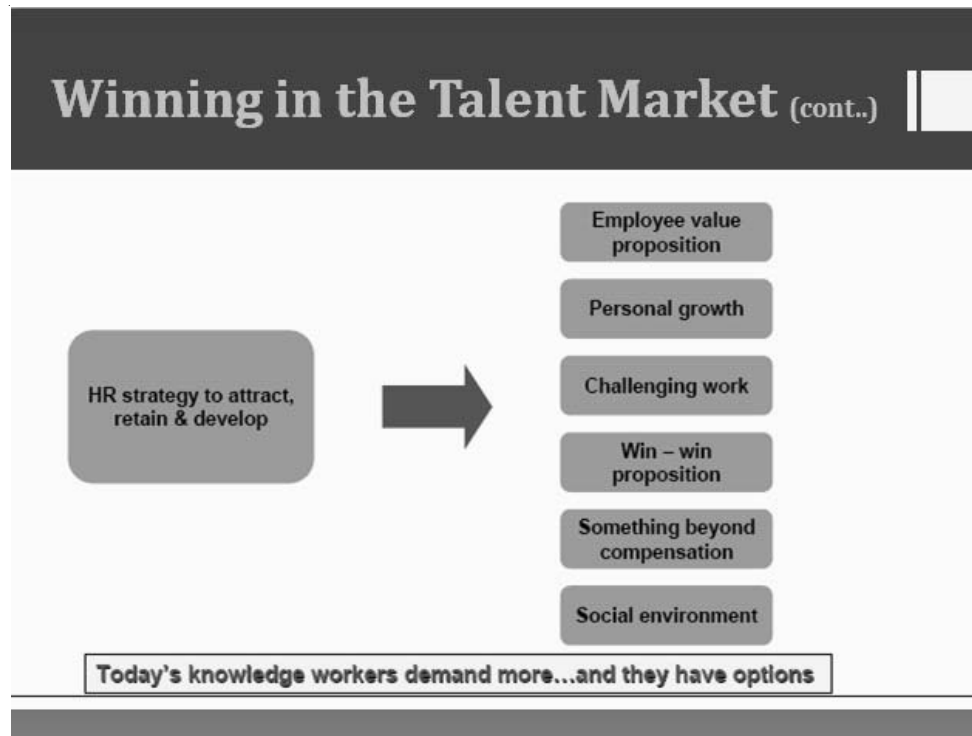 Winning in the Talent Market (cont..)
HR strategy to attract,
retain & develop
Employee value
proposition
Personal growth
Challenging work
Win – win
proposition
Something beyond
compensation
Social environment
Today's knowledge workers demand more...and they have options